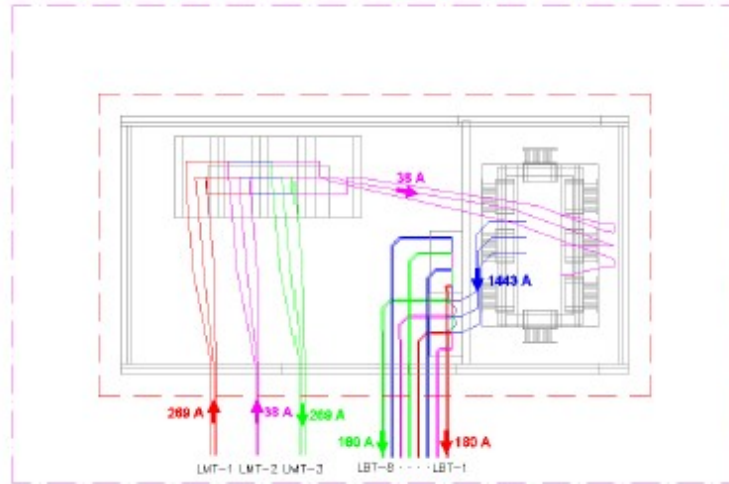 38 A
1443 A
269 A 38 A 269 A 180 A 180 A
LMT-1 LMT-2 LMT-3 LBT-8 .... LBT-1